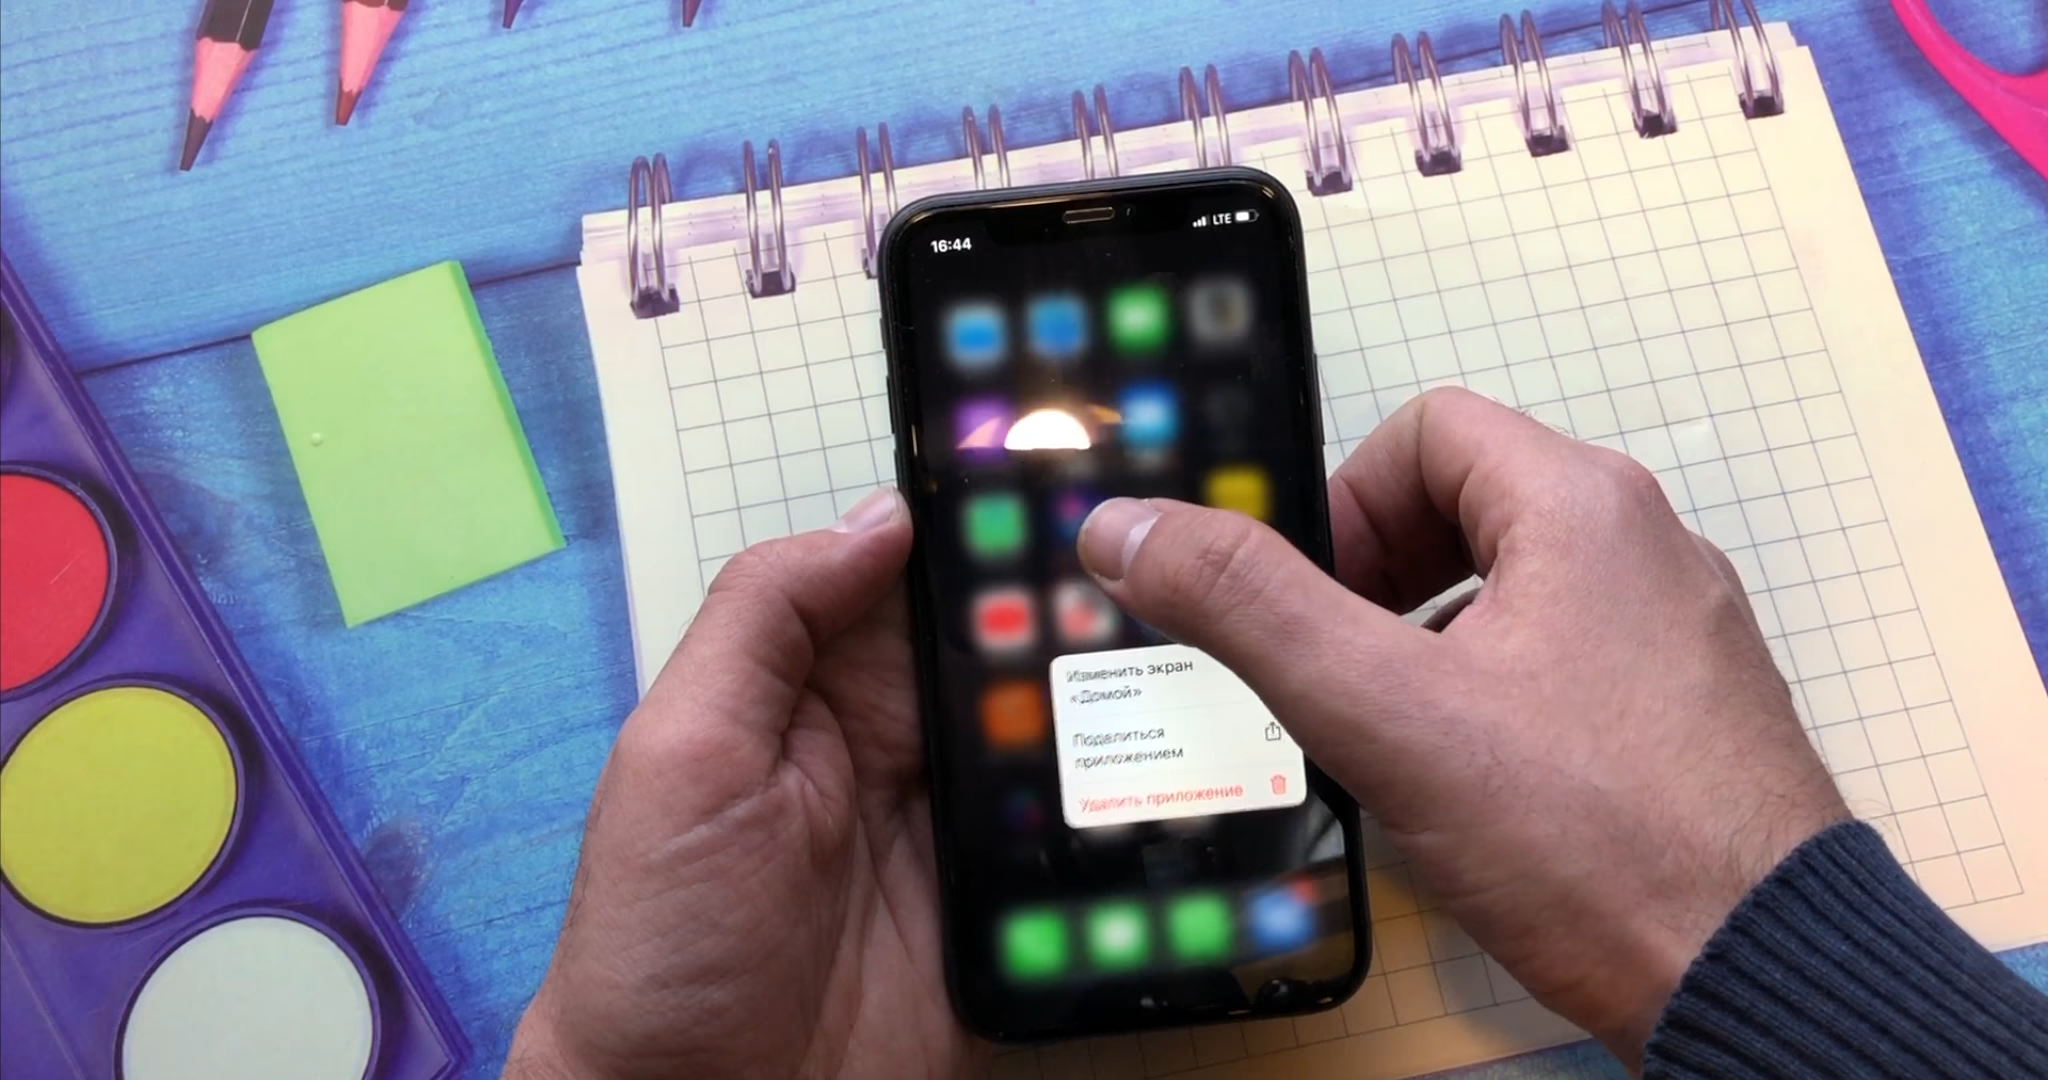 16:44
LTE
Изменить экран
«Домой»
Поделиться
приложением
Удалить приложение